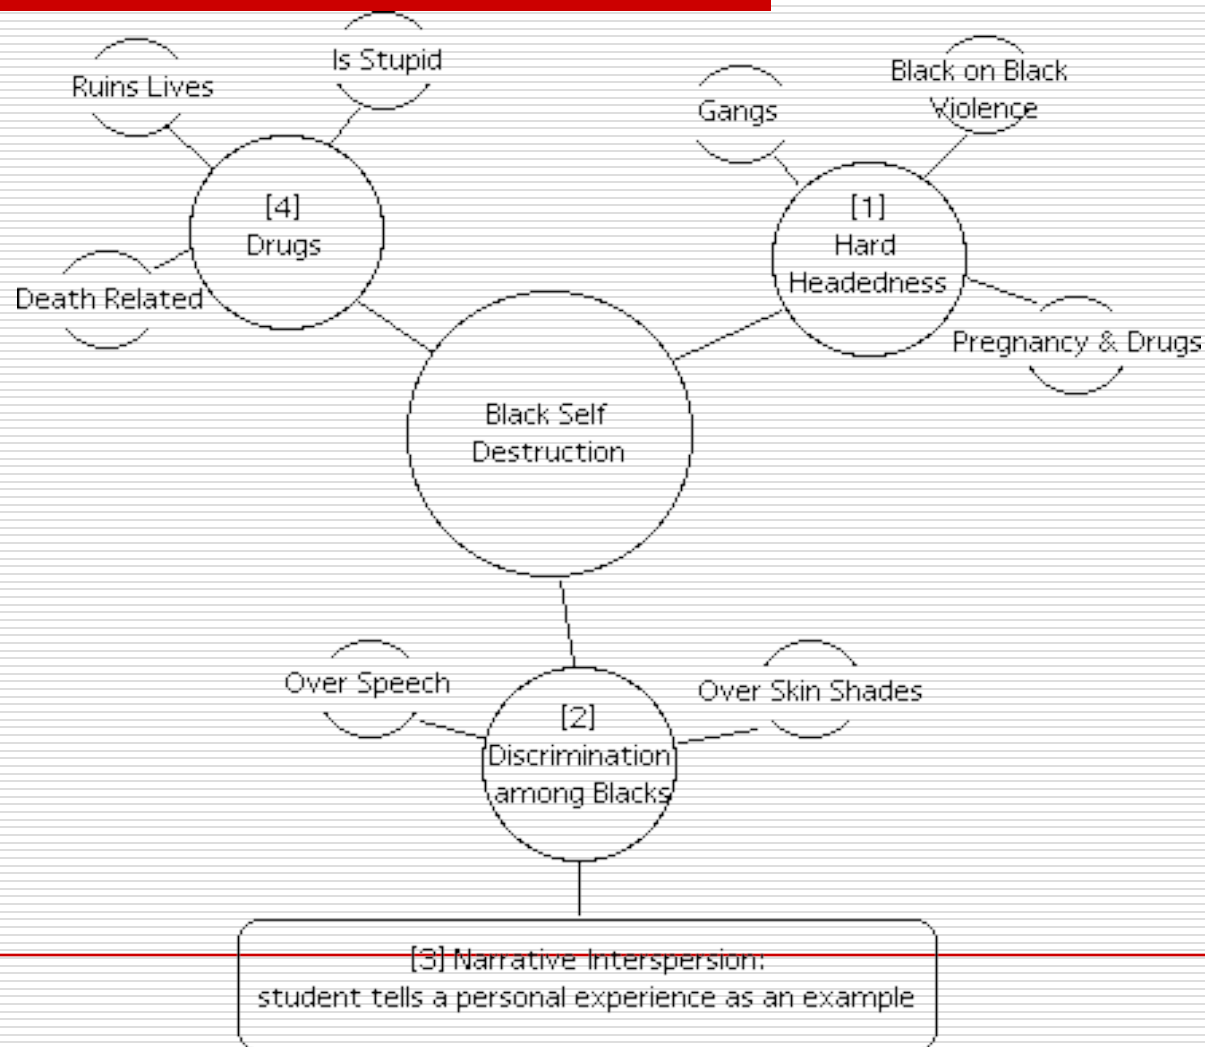 Is Stupid
Ruins Lives
[4]
Drugs
Death Related
Gangs
Black on Black
Violence
[1]
Hard
Headedness
Pregnancy & Drugs
Black Self
Destruction
Over Speech
Over Skin Shades
[2]
Discrimination
among Blacks
[3] Narrative Interspersion:
student tells a personal experience as an example